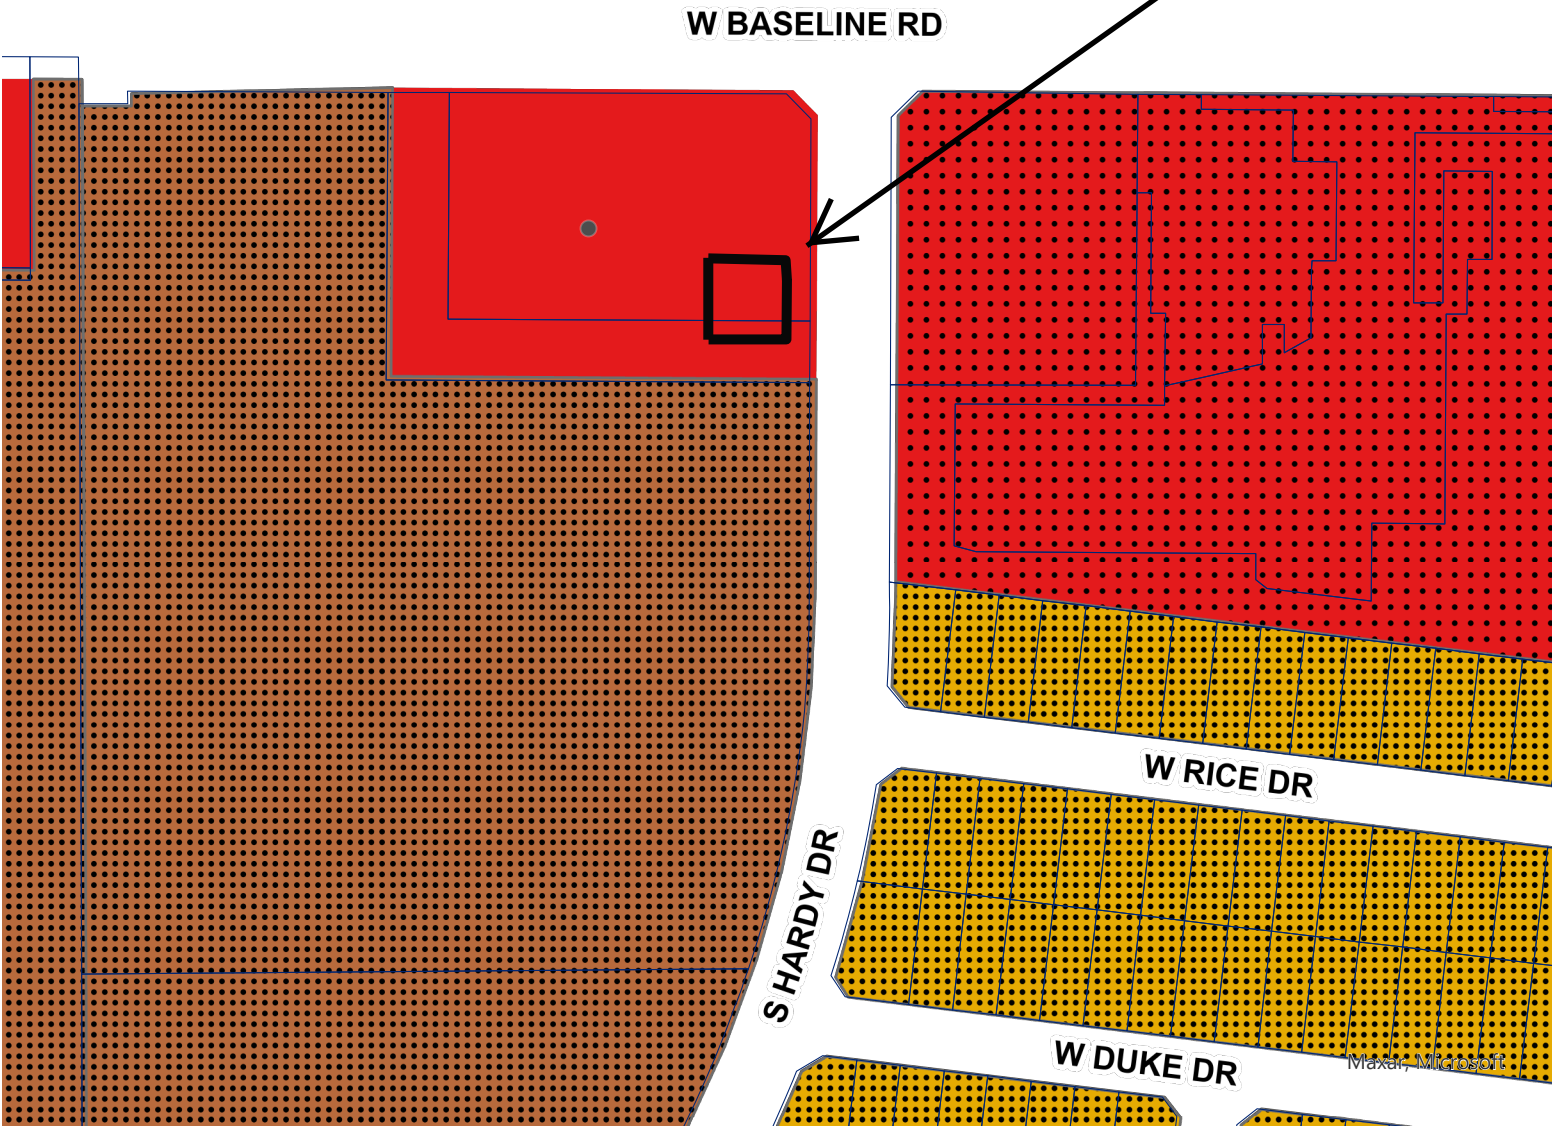 W BASELINE RD
W RICE DR
S HARDY DR
W DUKE DR
Maxar, Microsoft